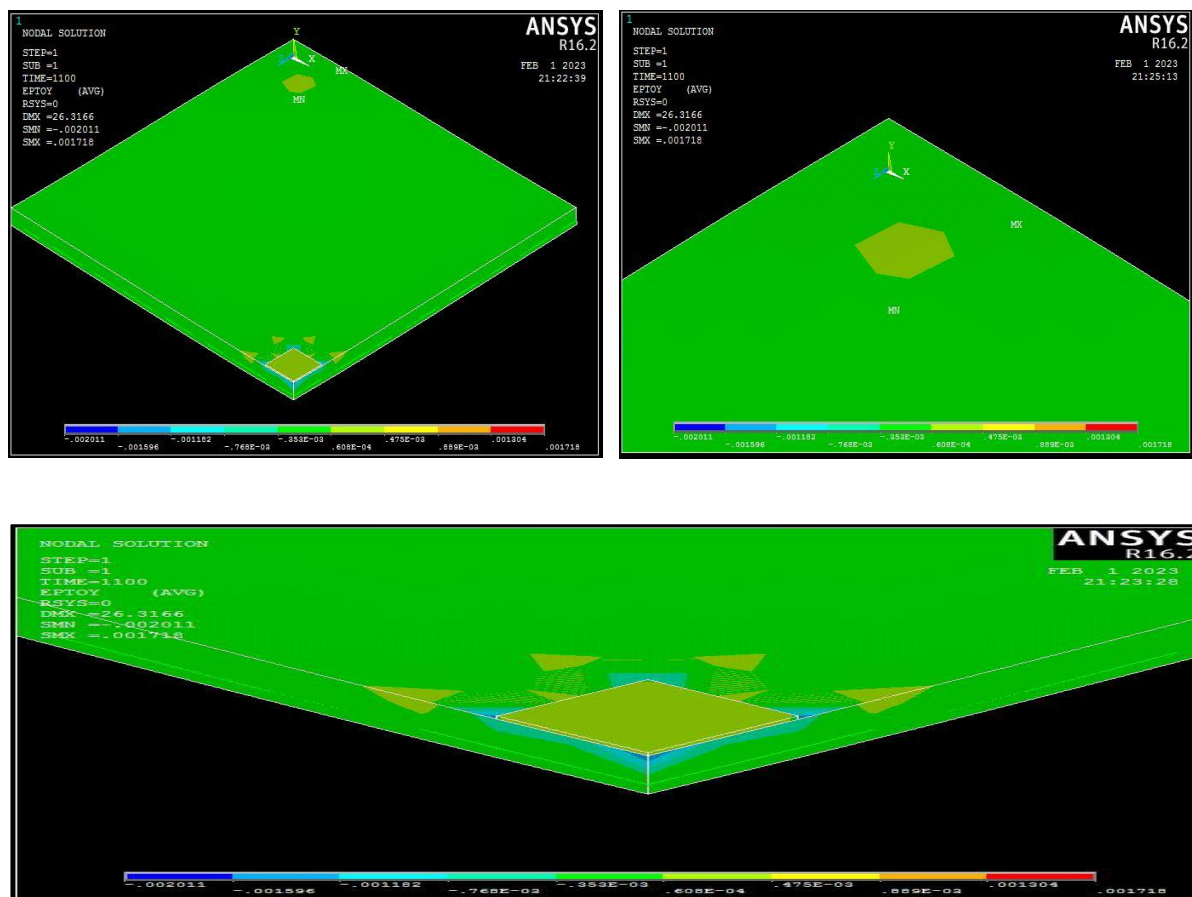 1
NODAL SOLUTION
STEP=1
SUB =1
TIME=1100
EPTOY (AVG)
RSYS=0
DMX =26.3166
SMN =-.002011
SMX =.001718
ANSYS
R16.2
FEB 1 2023
21:22:39
Y
X
MX
MN
-.002011 -.001182 -.353E-03 .475E-03 .001304
-.001596 -.768E-03 .608E-04 .889E-03 .001718
1
NODAL SOLUTION
STEP=1
SUB =1
TIME=1100
EPTOY (AVG)
RSYS=0
DMX =26.3166
SMN =-.002011
SMX =.001718
ANSYS
R16.2
FEB 1 2023
21:25:13
Y
X
MX
MN
-.002011 -.001182 -.353E-03 .475E-03 .001304
-.001596 -.768E-03 .608E-04 .889E-03 .001718
NODAL SOLUTION
STEP=1
SUB =1
TIME=1100
EPTOY (AVG)
RSYS=0
DMX =26.3166
SMN =-.002011
SMX =.001718
ANSYS
R16.2
FEB 1 2023
21:23:28
-.002011 -.001182 -.353E-03 .475E-03 .001304
-.001596 -.768E-03 .608E-04 .889E-03 .001718